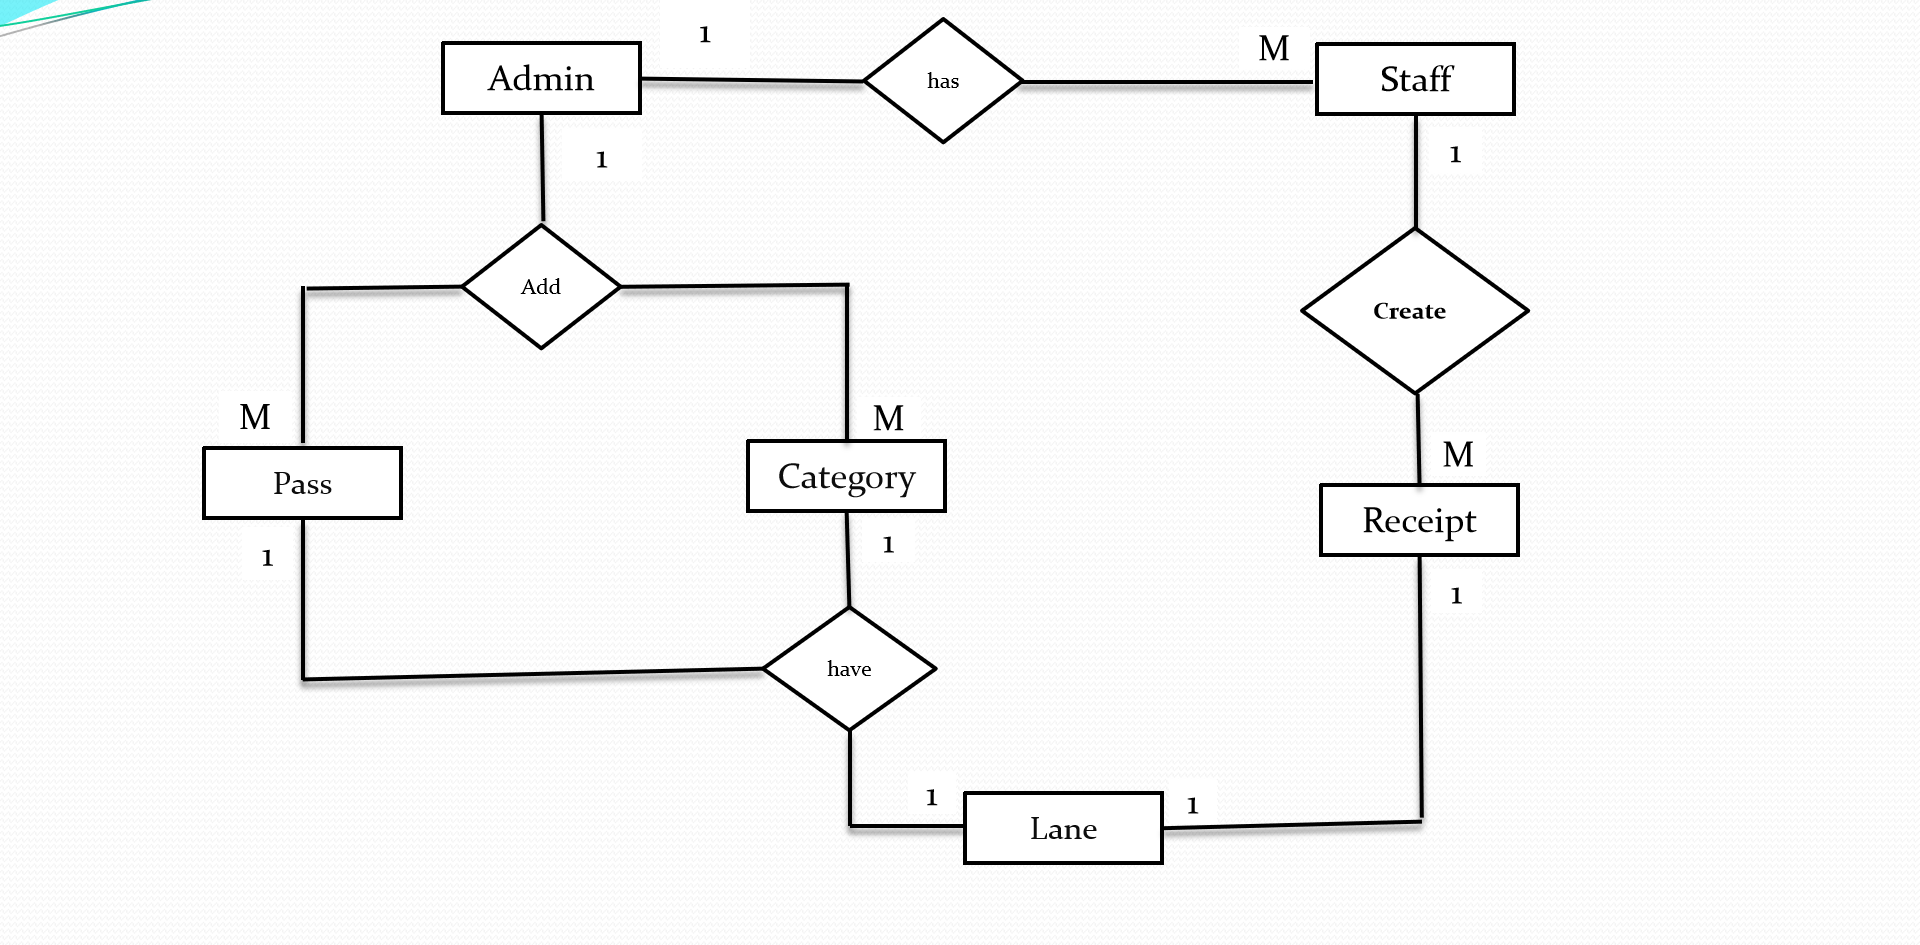 1
M
Admin
has
Staff
1
1
Add
Create
M
M
M
Pass
Category
Receipt
1
1
1
have
1
1
Lane